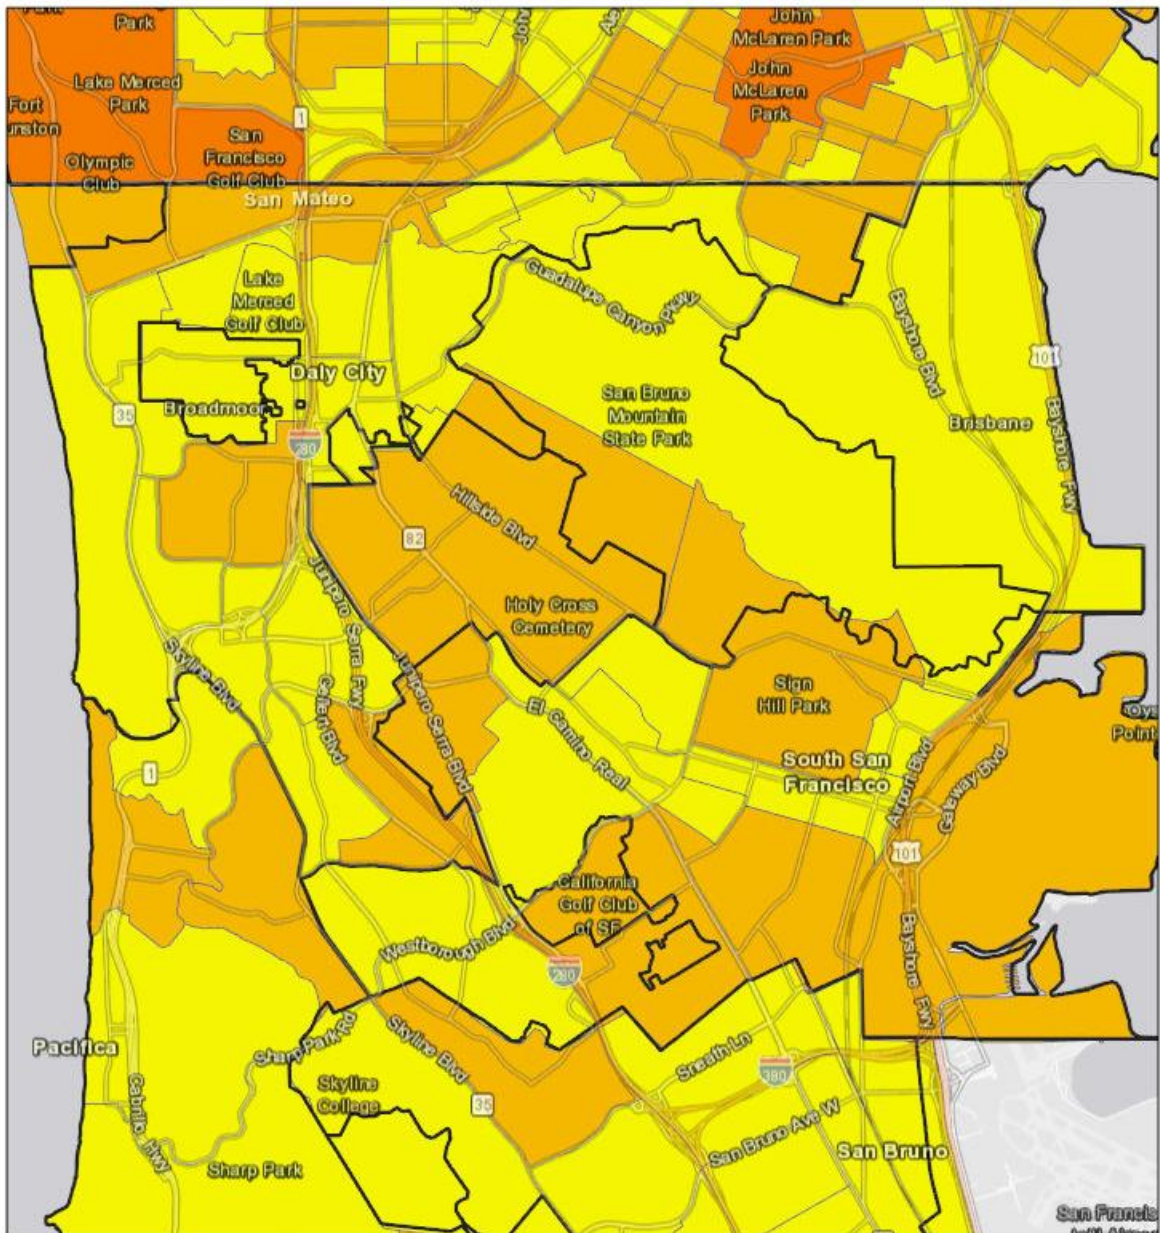 Park
Park
John
McLaren Park
Lake Merced
Park
John
McLaren
Park
Fort
1
San
Francisco
Golf Club
Olympic
Club
San Mateo
Lake
Merced
Golf Club
Guadalupe Canyon Pkwy
Bayshore Blvd
101
Daly City
Broadmoor
35
280
San Bruno
Mountain
State Park
Brisbane
Bayshore Fwy
Hillside Blvd
82
Junipero Serra Fwy
Holy Cross
Cemetery
Skyline Blvd
Callan Blvd
Junipero Serra Blvd
Sign
Hill Park
El Camino Real
Point
1
South San
Francisco
Airport Blvd
Gateway Blvd
101
California
Golf Club
of SF
Westborough Blvd
280
Bayshore Fwy
Pacifica
Sharp Park Rd
Skyline Blvd
Sneath Ln
380
Skyline
College
35
Cabrillo Hwy
San Bruno Ave W
San Bruno
Sharp Park
San Francis